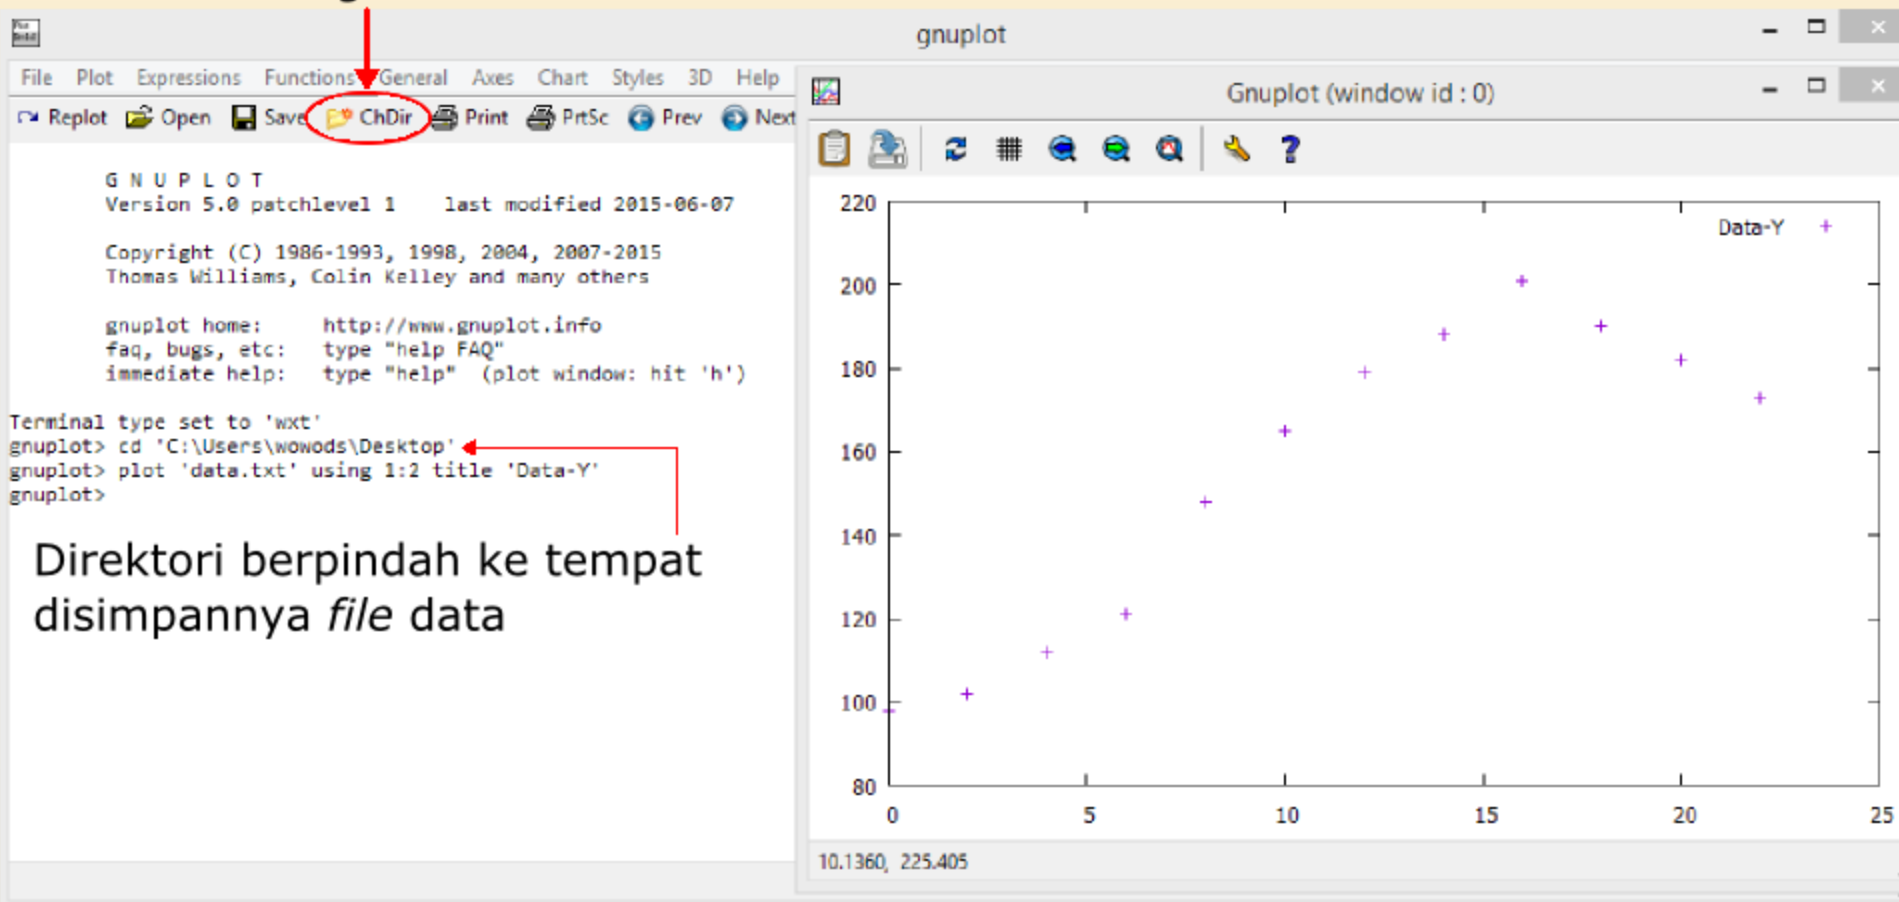 gnuplot
File Plot Expressions Functions General Axes Chart Styles 3D Help
Replot Open Save ChDir Print PrtSc Prev Next
G N U P L O T
Version 5.0 patchlevel 1 last modified 2015-06-07
Copyright (C) 1986-1993, 1998, 2004, 2007-2015
Thomas Williams, Colin Kelley and many others
gnuplot home: http://www.gnuplot.info
faq, bugs, etc: type "help FAQ"
immediate help: type "help" (plot window: hit 'h')
Terminal type set to 'wxt'
gnuplot> cd 'C:\Users\wowods\Desktop'
gnuplot> plot 'data.txt' using 1:2 title 'Data-Y'
gnuplot>
Direktori berpindah ke tempat
disimpannya file data
Gnuplot (window id : 0)
220
Data-Y
200
180
160
140
120
100
80
0 5 10 15 20 25
10.1360, 225.405